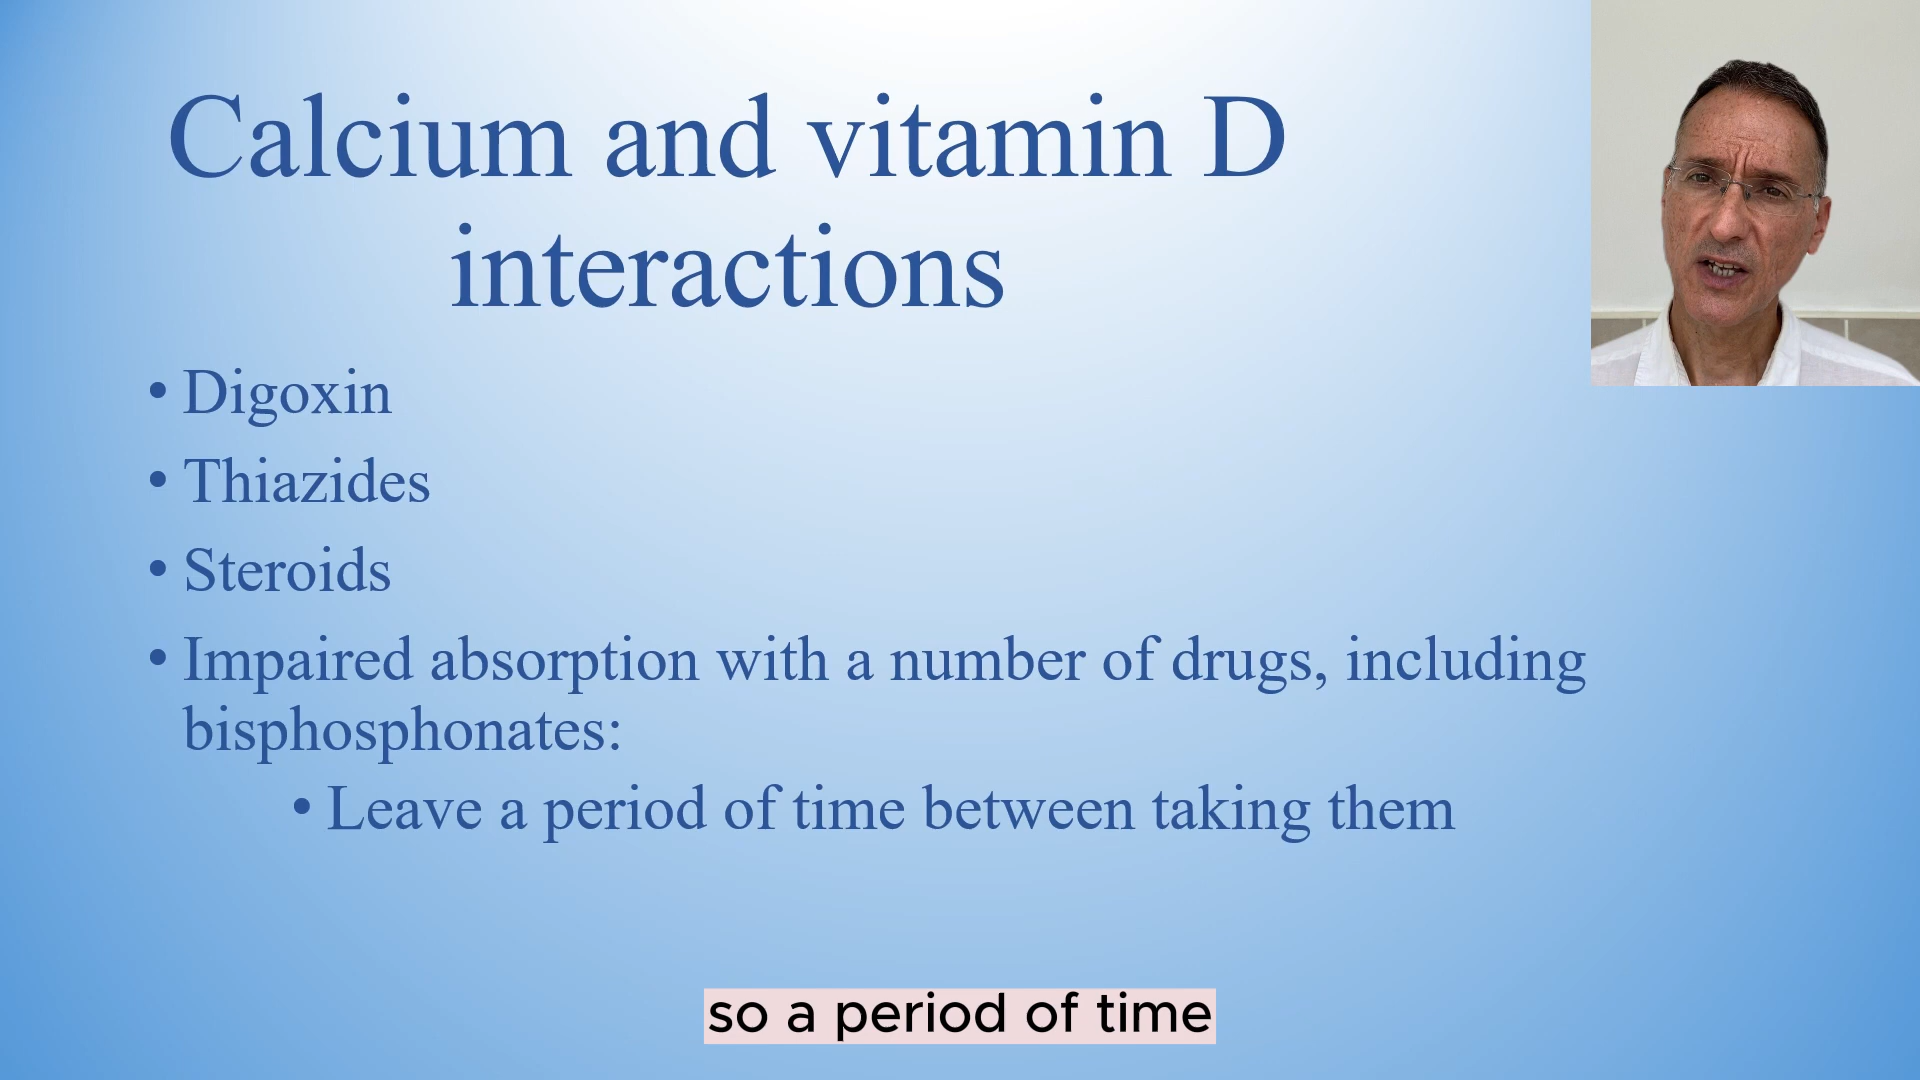 Calcium and vitamin D
interactions
• Digoxin
• Thiazides
• Steroids
• Impaired absorption with a number of drugs, including
bisphosphonates:
• Leave a period of time between taking them
so a period of time